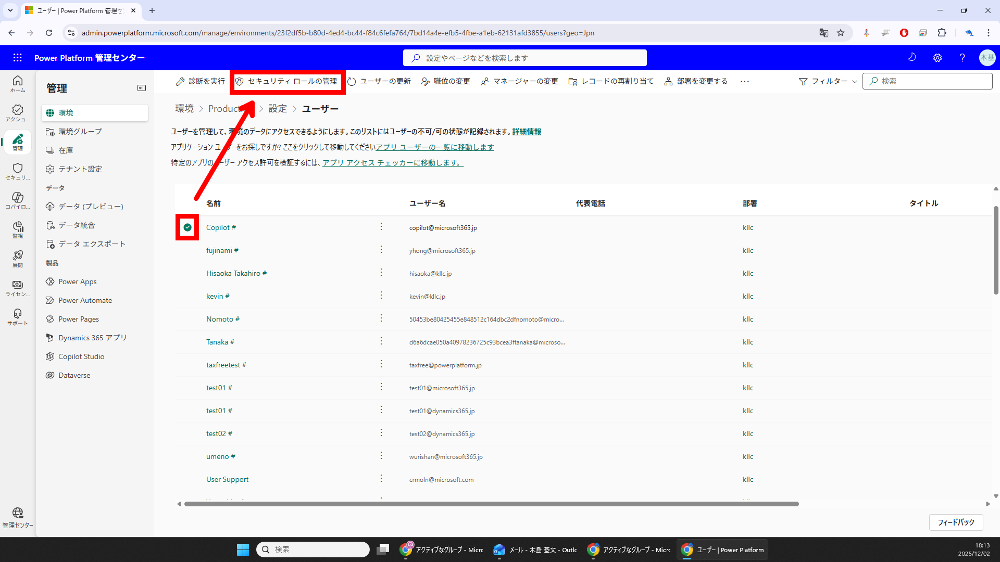 ユーザー | Power Platform 管理セ
admin.powerplatform.microsoft.com/manage/environments/23f2df5b-b80d-4ed4-bc44-f84c6fefa764/7bd14a4e-efb5-4fbe-a1eb-62131afd3855/users?geo=Jpn
Power Platform 管理センター
設定やページなどを検索します
木基
ホーム
アクショ...
管理
セキュリ...
コパイロ...
監視
展開
ライセン...
サポート
管理センター
管理
環境
環境グループ
在庫
テナント設定
データ
データ (プレビュー)
データ統合
データ エクスポート
製品
Power Apps
Power Automate
Power Pages
Dynamics 365 アプリ
Copilot Studio
Dataverse
診断を実行 セキュリティ ロールの管理 ユーザーの更新 職位の変更 マネージャーの変更 レコードの再割り当て 部署を変更する ... フィルター 検索
環境 > Product > 設定 > ユーザー
ユーザーを管理して、環境のデータにアクセスできるようにします。このリストにはユーザーの不可/可の状態が記録されます。詳細情報
アプリケーション ユーザーをお探しですか? ここをクリックして移動してくださいアプリ ユーザーの一覧に移動します
特定のアプリのユーザー アクセス許可を検証するには、アプリ アクセス チェッカーに移動します。
名前 ユーザー名 代表電話 部署 タイトル
Copilot # copilot@microsoft365.jp kllc
fujinami # yhong@microsoft365.jp kllc
Hisaoka Takahiro # hisaoka@kllc.jp kllc
kevin # kevin@kllc.jp kllc
Nomoto # 50453be80425455e848512c164dbc2dfnomoto@micro... kllc
Tanaka # d6a6dcae050a40978236725c93bcea3ftanaka@microso... kllc
taxfreetest # taxfree@powerplatform.jp kllc
test01 # test01@microsoft365.jp kllc
test01 # test01@dynamics365.jp kllc
test02 # test02@dynamics365.jp kllc
umeno # wurishan@microsoft365.jp kllc
User Support crmoln@microsoft.com kllc
フィードバック
検索
アクティブなグループ - Micr
メール - 木島 基文 - Outlo
アクティブなグループ - Micr
ユーザー | Power Platform
18:13
2025/12/02